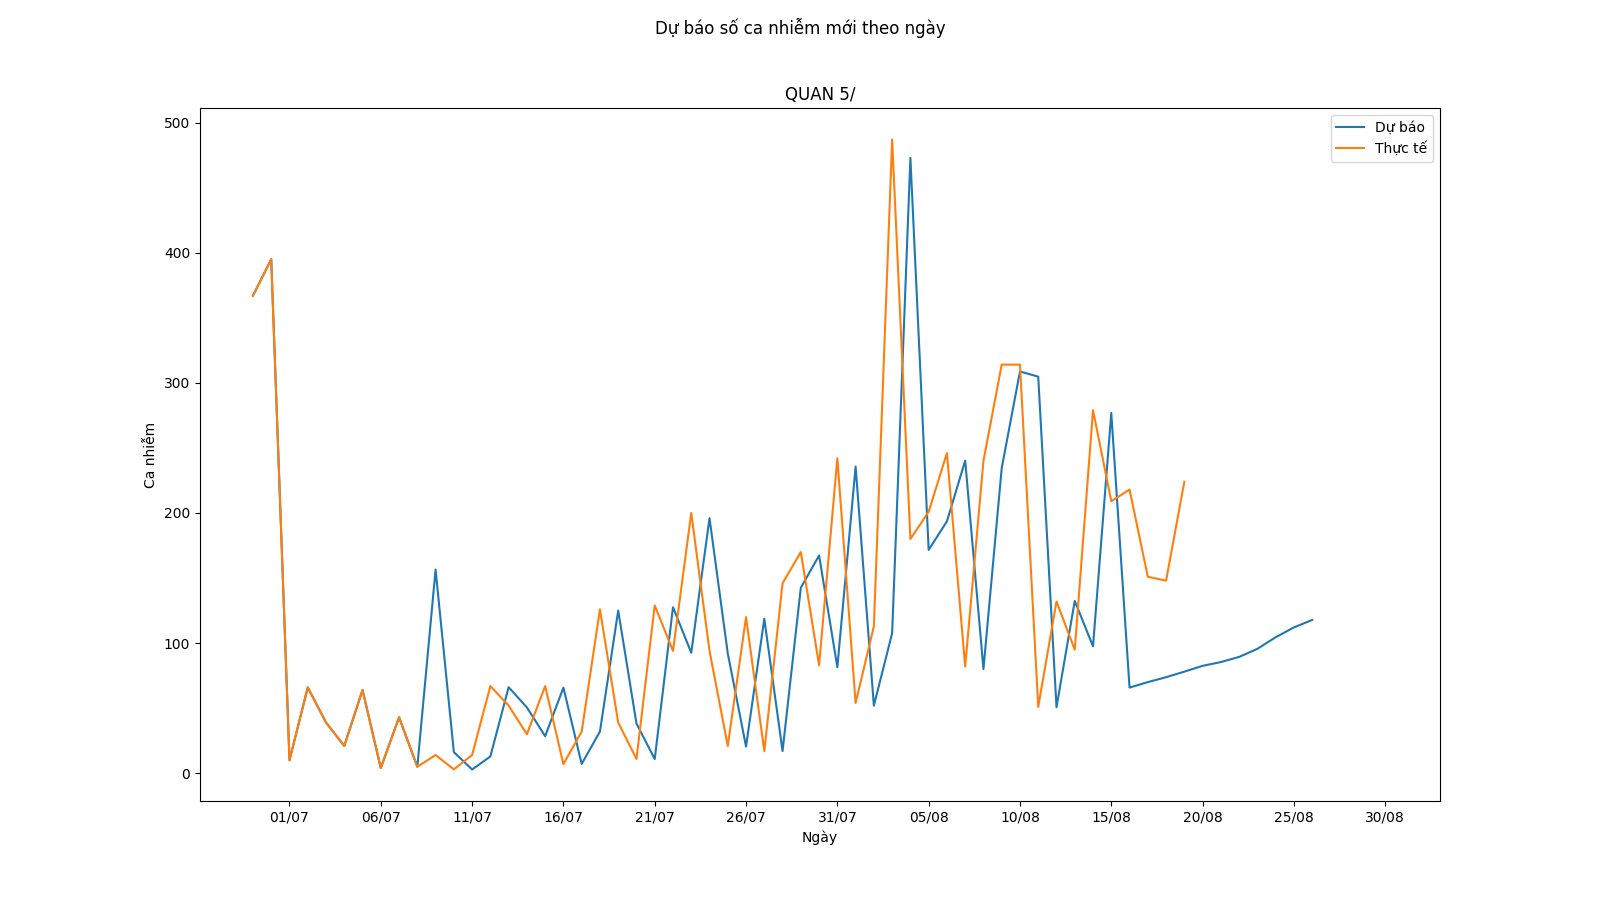 Dự báo số ca nhiễm mới theo ngày
QUAN 5/
500
400
300
200
100
0
Ca nhiễm
Dự báo
Thực tế
01/07 06/07 11/07 16/07 21/07 26/07 31/07 05/08 10/08 15/08 20/08 25/08 30/08
Ngày